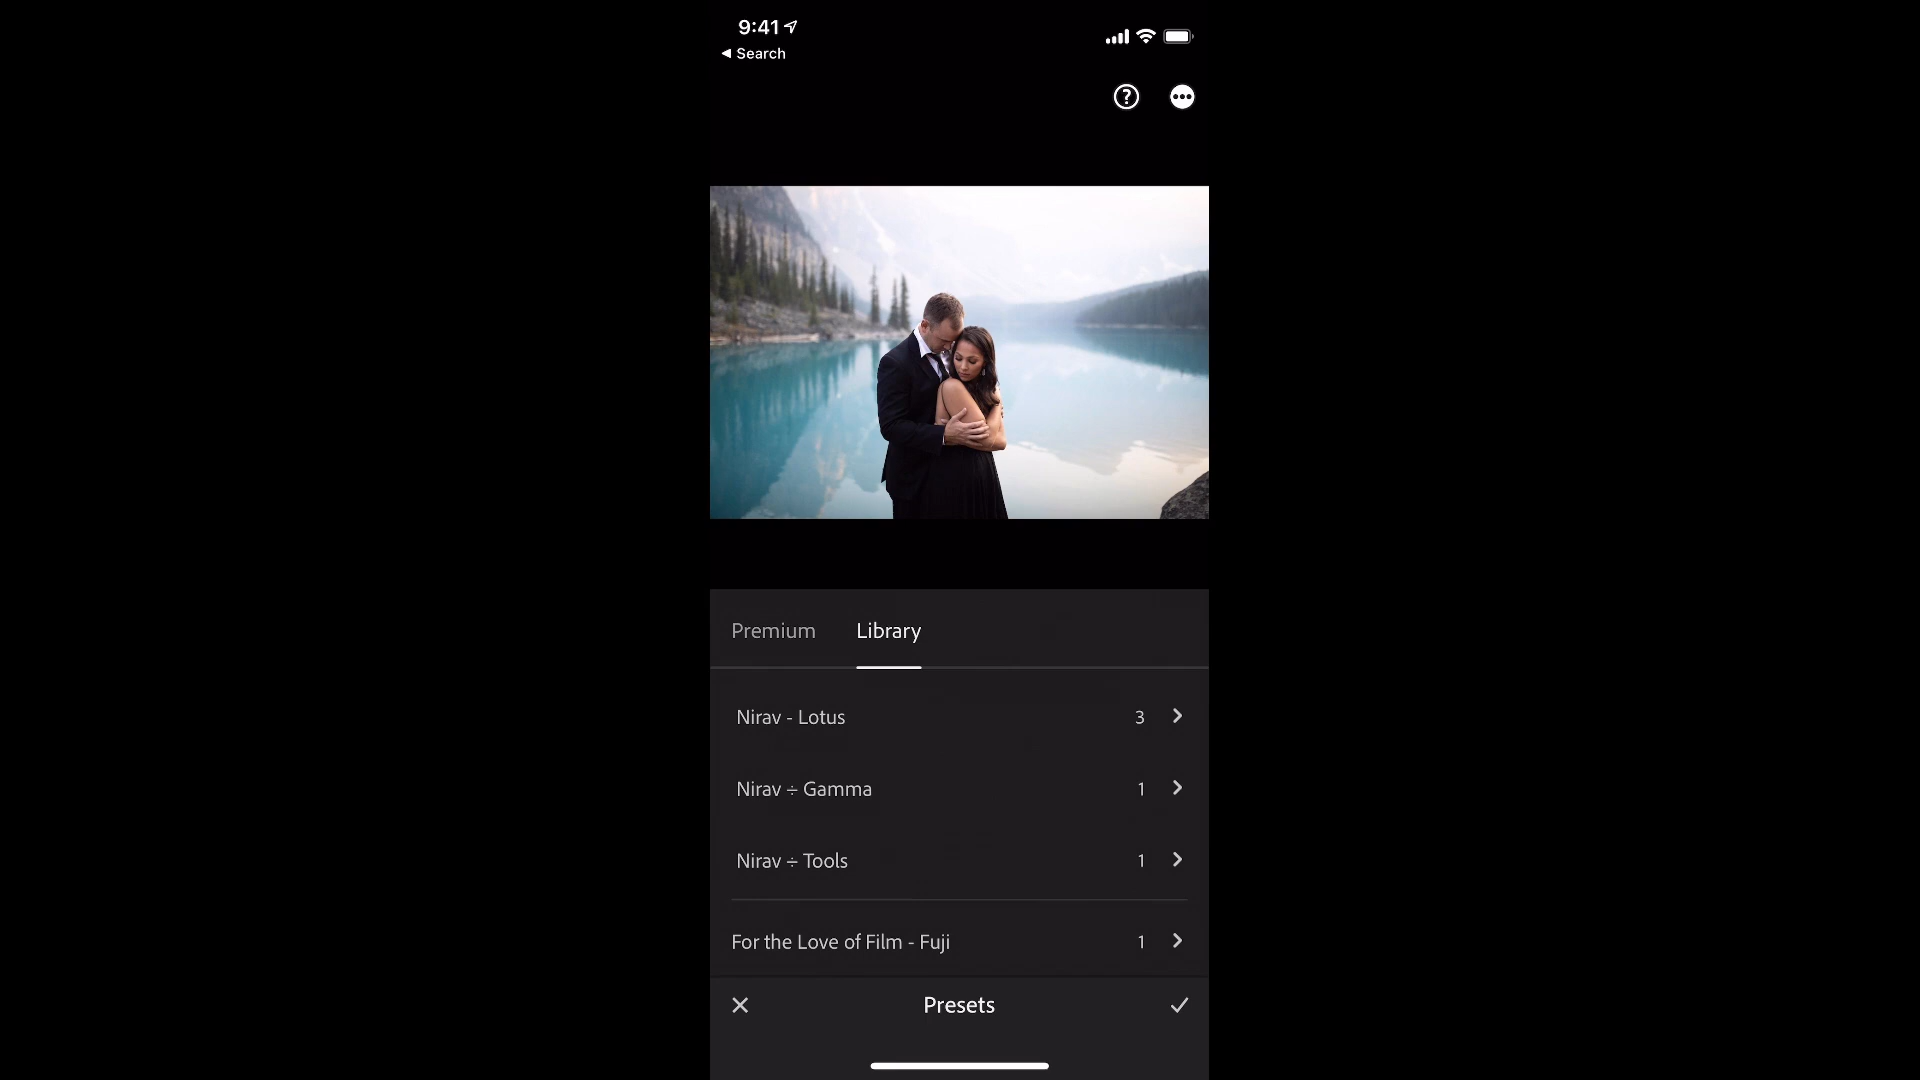 9:41
◀ Search
Premium Library
Nirav - Lotus 3
Nirav ÷ Gamma 1
Nirav ÷ Tools 1
For the Love of Film - Fuji 1
Presets